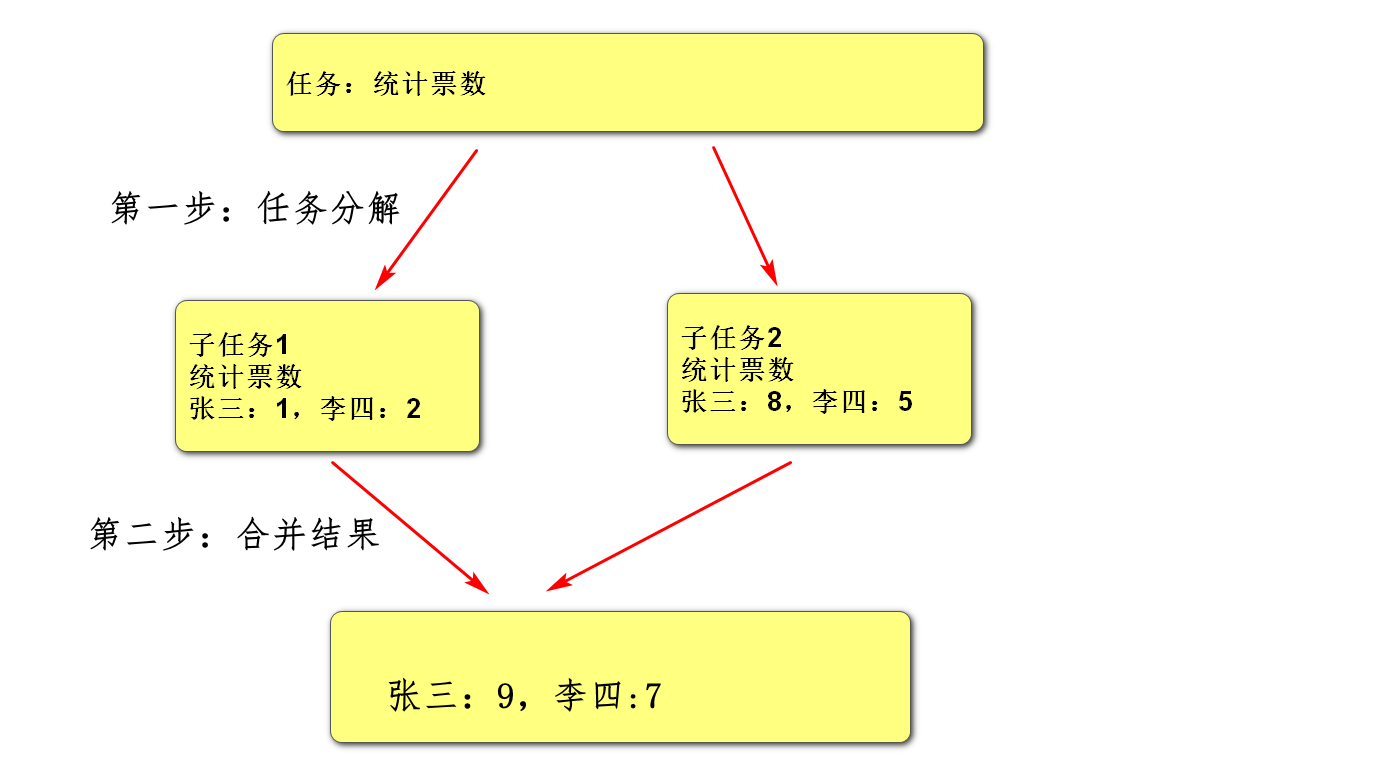 任务：统计票数
第一步：任务分解
子任务1
统计票数
张三：1，李四：2
子任务2
统计票数
张三：8，李四：5
第二步：合并结果
张三：9，李四:7